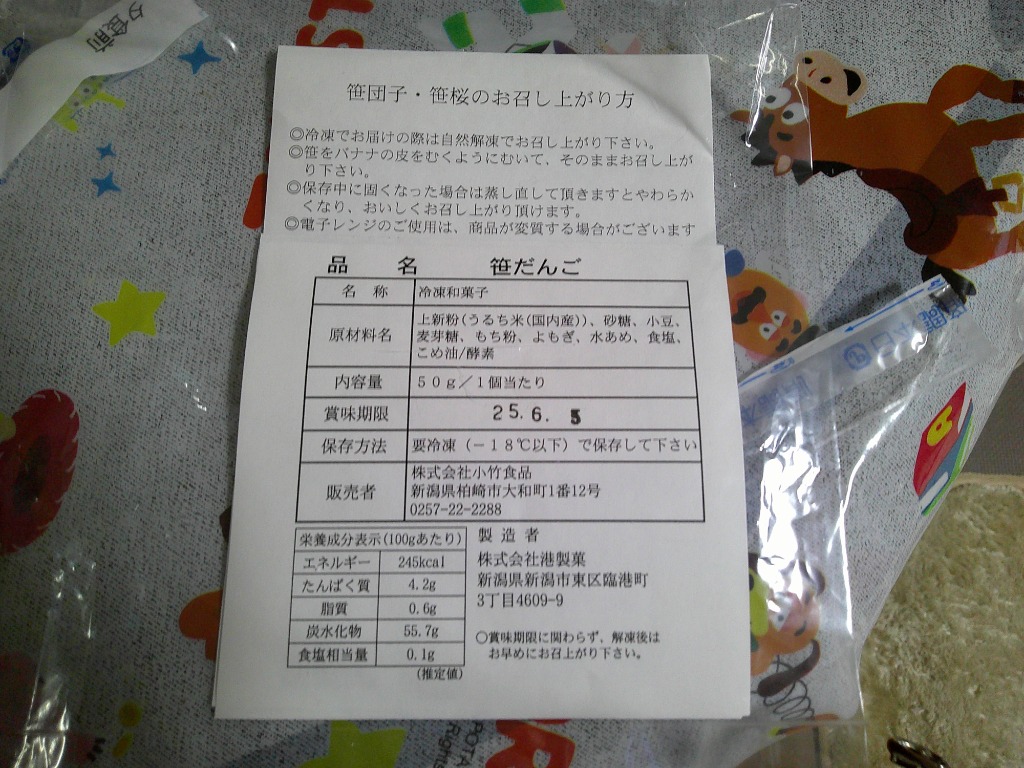 夕食前
笹団子・笹桜のお召し上がり方
◎冷凍でお届けの際は自然解凍でお召し上がり下さい。
◎笹をバナナの皮をむくようにむいて、そのままお召し上が
り下さい。
◎保存中に固くなった場合は蒸し直して頂きますとやわらか
くなり、おいしくお召し上がり頂けます。
◎電子レンジのご使用は、商品が変質する場合がございます
品 名 笹だんご
名 称 冷凍和菓子
原材料名 上新粉(うるち米(国内産))、砂糖、小豆、
麦芽糖、もち粉、よもぎ、水あめ、食塩、
こめ油/酵素
内容量 50g/1個当たり
賞味期限 25.6.5
保存方法 要冷凍(-18℃以下)で保存して下さい
販売者 株式会社小竹食品
新潟県柏崎市大和町1番12号
0257-22-2288
栄養成分表示(100gあたり)
エネルギー 245kcal
たんぱく質 4.2g
脂質 0.6g
炭水化物 55.7g
食塩相当量 0.1g
(推定値)
製造者
株式会社港製菓
新潟県新潟市東区臨港町
3丁目4609-9
○賞味期限に関わらず、解凍後は
お早めにお召上がり下さい。